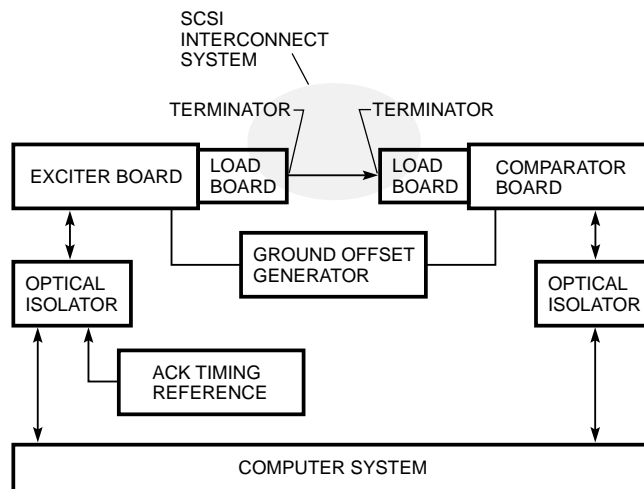 SCSI
INTERCONNECT
SYSTEM
TERMINATOR
TERMINATOR
EXCITER BOARD
LOAD
BOARD
LOAD
BOARD
COMPARATOR
BOARD
GROUND OFFSET
GENERATOR
OPTICAL
ISOLATOR
OPTICAL
ISOLATOR
ACK TIMING
REFERENCE
COMPUTER SYSTEM